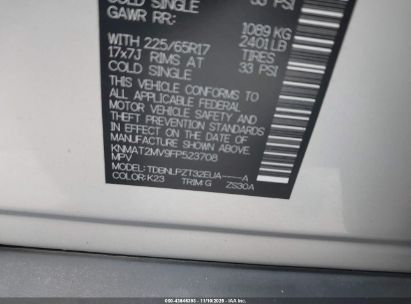 COLD SINGLE 33 PSI
GAWR RR: 1089 KG
2401 LB
WITH 225/65R17 TIRES
17x7J RIMS AT 33 PSI
COLD SINGLE
THIS VEHICLE CONFORMS TO
ALL APPLICABLE FEDERAL
MOTOR VEHICLE SAFETY AND
THEFT PREVENTION STANDARDS
IN EFFECT ON THE DATE OF
MANUFACTURE SHOWN ABOVE.
KNMAT2MV9FP523708
MPV
MODEL: TDBNLPZT32EUA----A
COLOR: K23 TRIM: G ZS30A